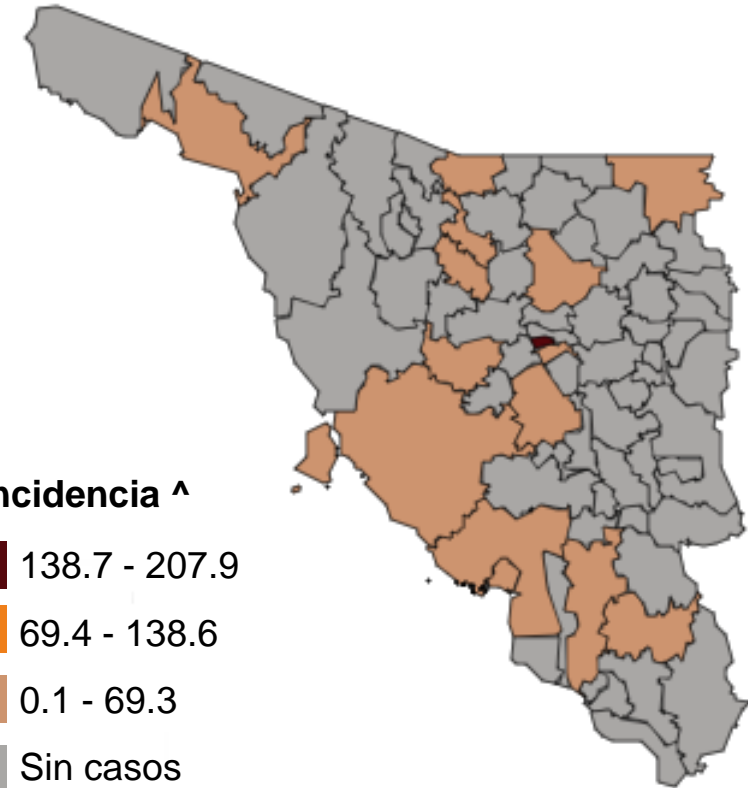 ncidencia ^
138.7 - 207.9
69.4 - 138.6
0.1 - 69.3
Sin casos